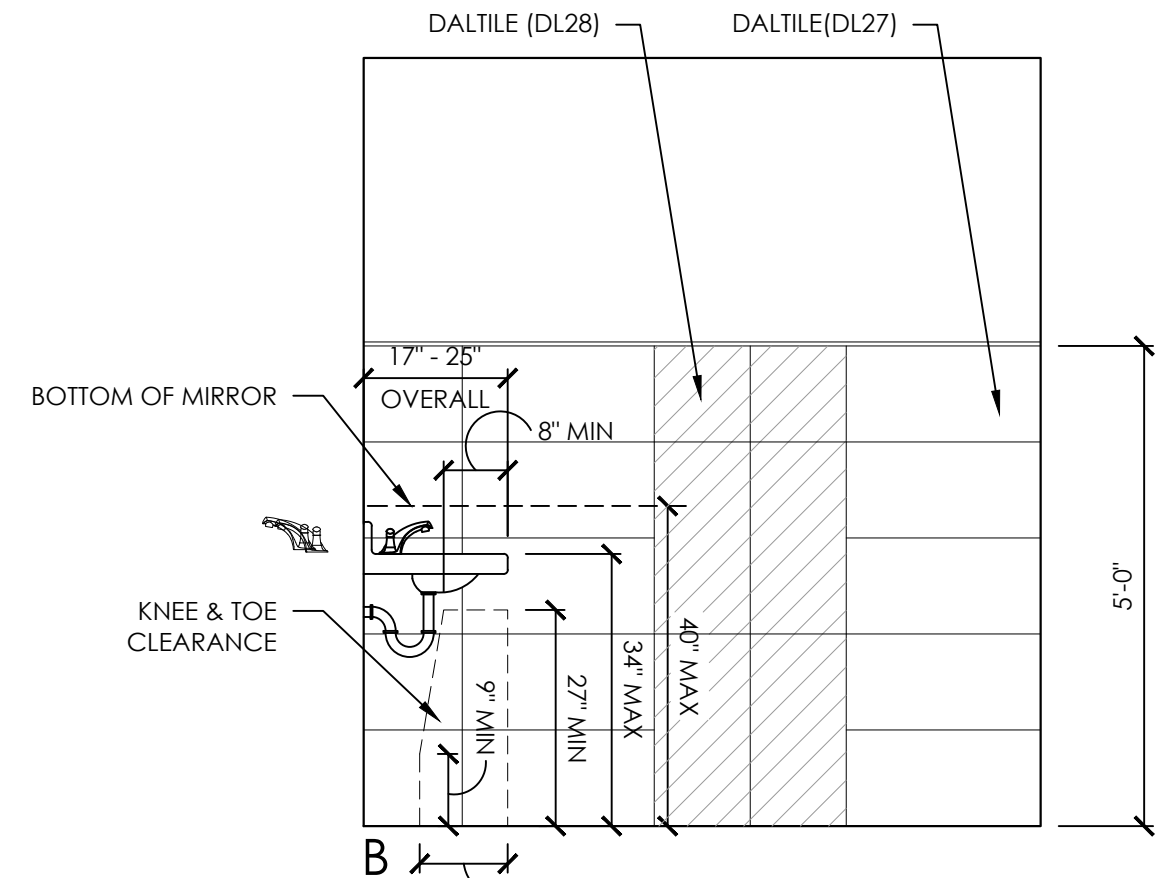 DALTILE (DL28)
DALTILE(DL27)
17" - 25"
OVERALL
BOTTOM OF MIRROR
8" MIN
KNEE & TOE
CLEARANCE
9" MIN
27" MIN
34" MAX
40" MAX
5'-0"
B